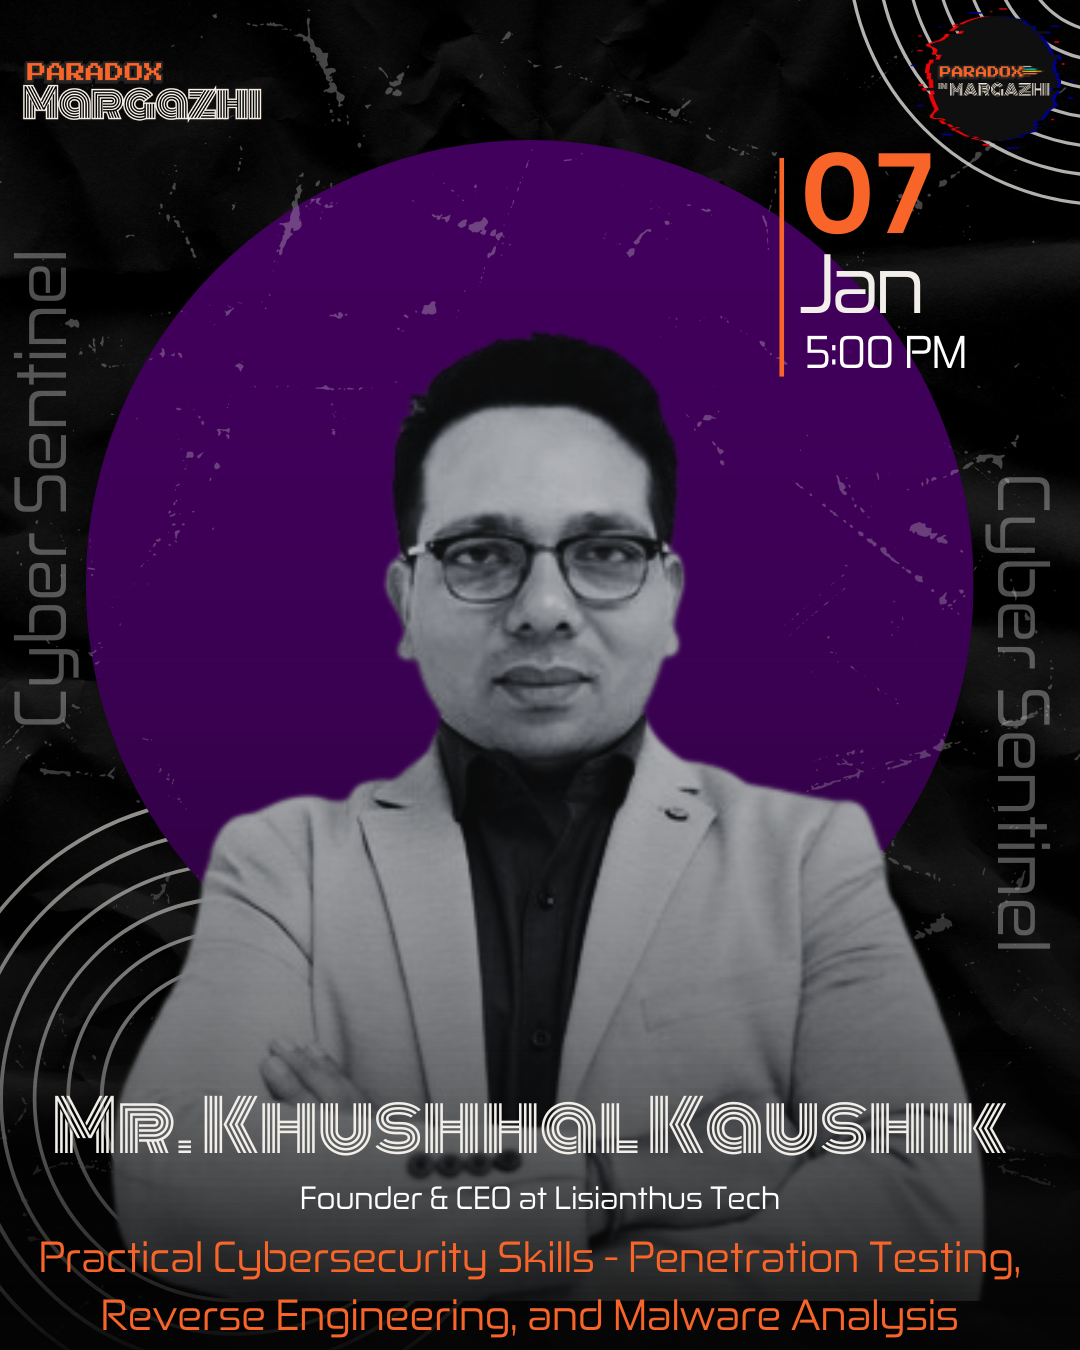 PARADOX
MARGAZHI
PARADOX
IN MARGAZHI
07
Jan
5:00 PM
Cyber Sentinel
Cyber Sentinel
Mr. Khushhal Kaushik
Founder & CEO at Lisianthus Tech
Practical Cybersecurity Skills - Penetration Testing,
Reverse Engineering, and Malware Analysis